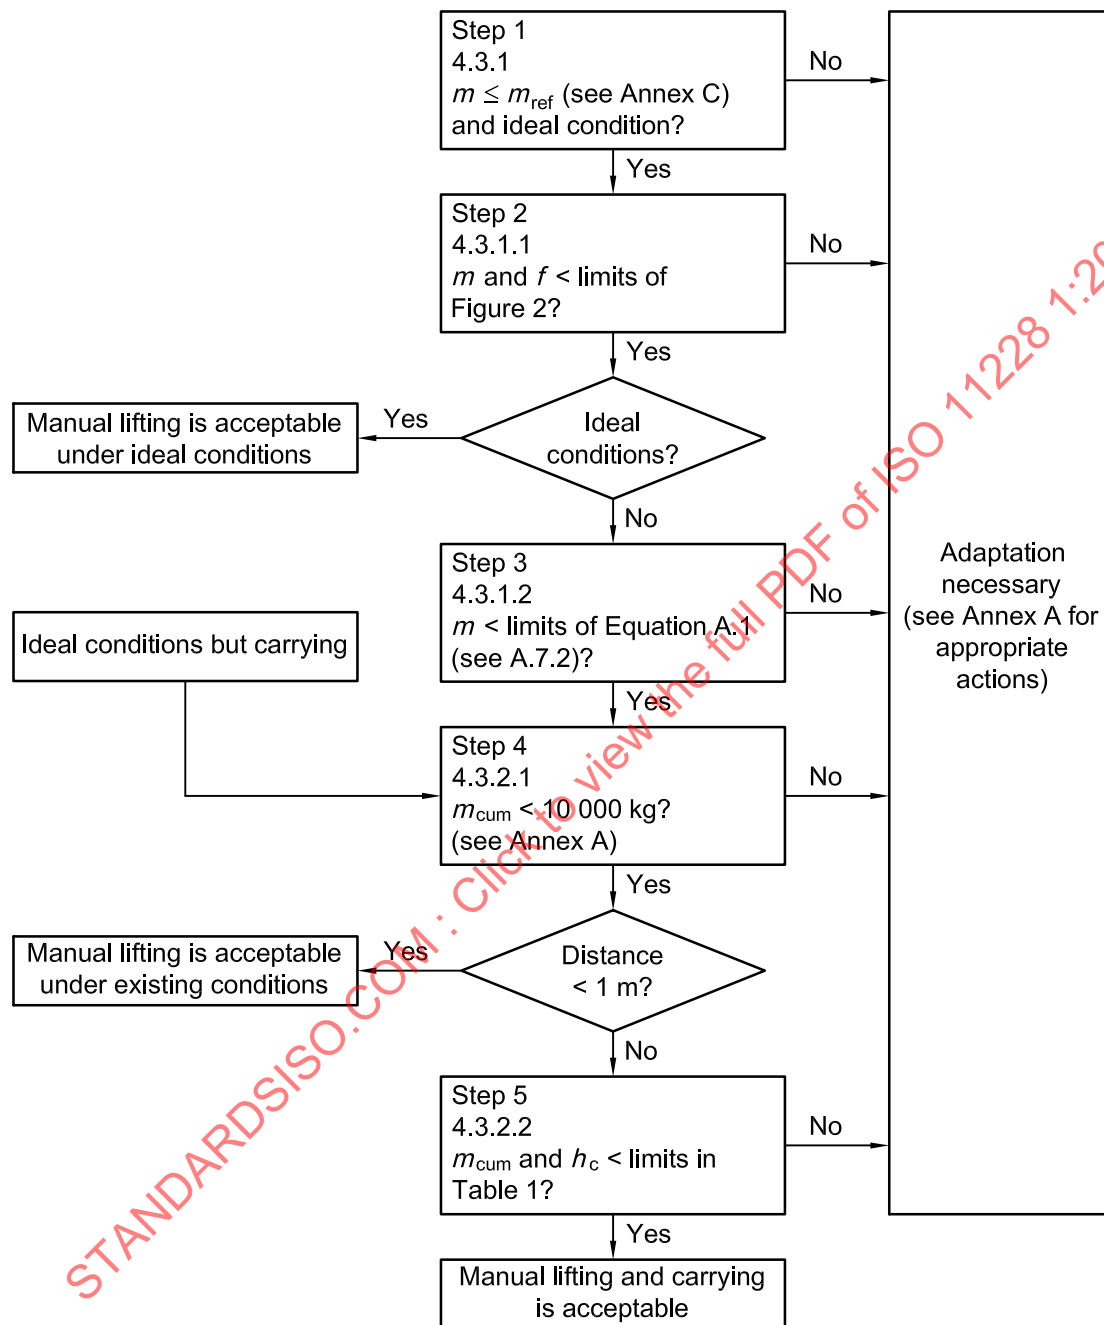 Step 1
4.3.1
m ≤ mref (see Annex C)
and ideal condition?
No
Yes
Step 2
4.3.1.1
m and f < limits of
Figure 2?
No
Yes
Manual lifting is acceptable
under ideal conditions
Yes
Ideal
conditions?
No
Step 3
4.3.1.2
m < limits of Equation A.1
(see A.7.2)?
No
Yes
Adaptation
necessary
(see Annex A for
appropriate
actions)
Ideal conditions but carrying
Step 4
4.3.2.1
mcum < 10 000 kg?
(see Annex A)
No
Yes
Manual lifting is acceptable
under existing conditions
Yes
Distance
< 1 m?
No
Step 5
4.3.2.2
mcum and hc < limits in
Table 1?
No
Yes
Manual lifting and carrying
is acceptable
STANDARDSISO.COM : Click to view the full PDF of ISO 11228 1:20